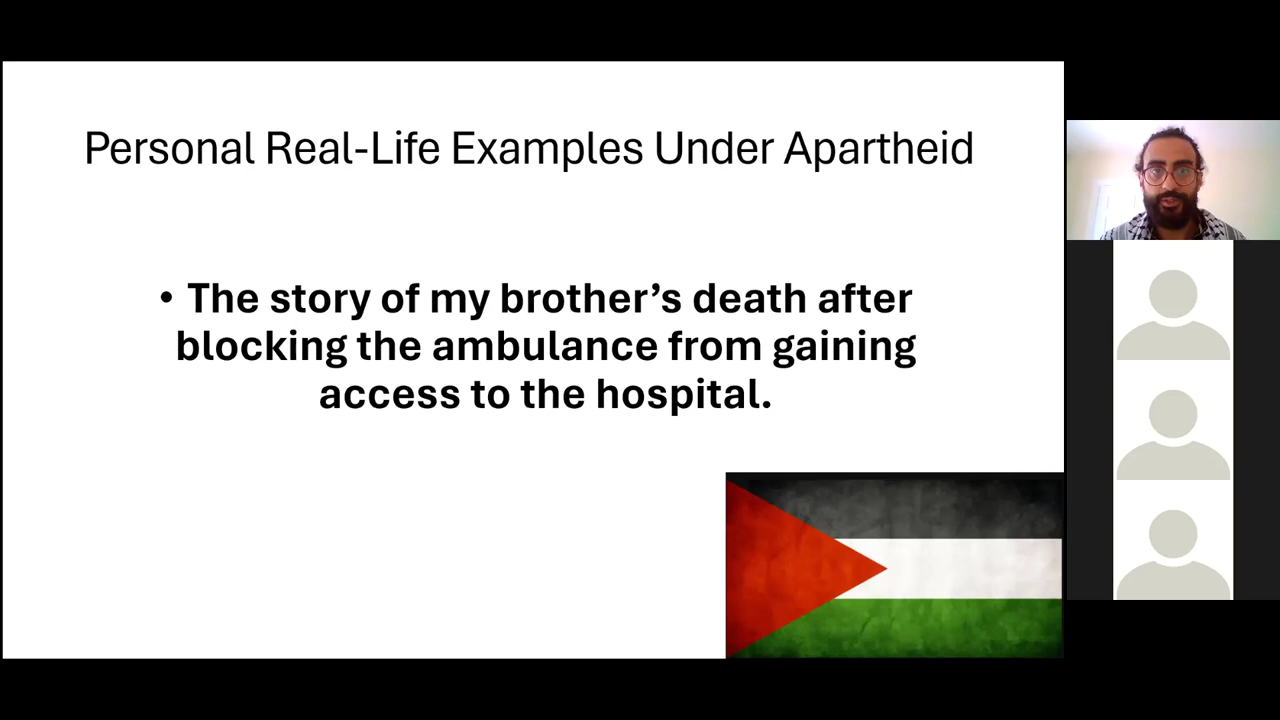 Personal Real-Life Examples Under Apartheid
• The story of my brother’s death after
blocking the ambulance from gaining
access to the hospital.